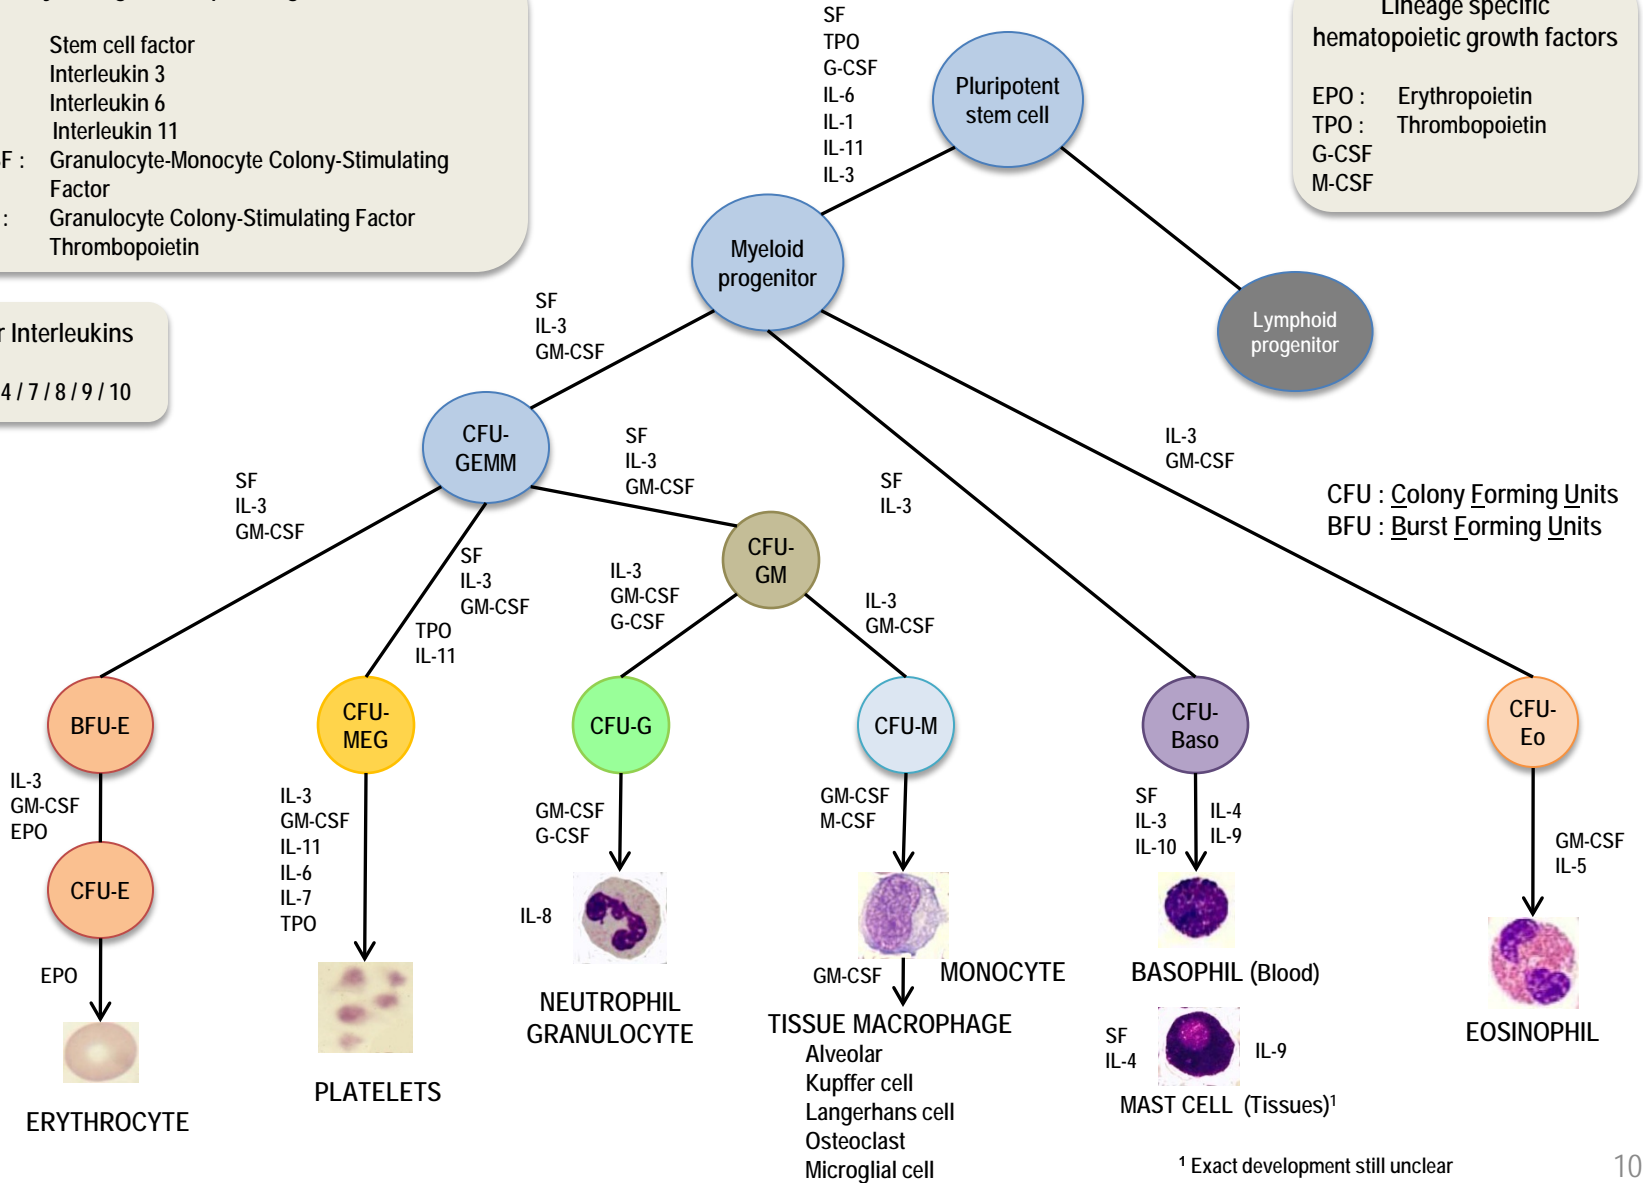 Stem cell factor
Interleukin 3
Interleukin 6
Interleukin 11
F : Granulocyte-Monocyte Colony-Stimulating
Factor
: Granulocyte Colony-Stimulating Factor
Thrombopoietin
r Interleukins
4 / 7 / 8 / 9 / 10
SF
TPO
G-CSF
IL-6
IL-1
IL-11
IL-3
Pluripotent
stem cell
Lineage specific
hematopoietic growth factors
EPO : Erythropoietin
TPO : Thrombopoietin
G-CSF
M-CSF
Myeloid
progenitor
Lymphoid
progenitor
SF
IL-3
GM-CSF
CFU-
GEMM
SF
IL-3
GM-CSF
SF
IL-3
GM-CSF
SF
IL-3
IL-3
GM-CSF
CFU : Colony Forming Units
BFU : Burst Forming Units
SF
IL-3
GM-CSF
TPO
IL-11
CFU-
GM
IL-3
GM-CSF
G-CSF
IL-3
GM-CSF
BFU-E
CFU-
MEG
CFU-G
CFU-M
CFU-
Baso
CFU-
Eo
IL-3
GM-CSF
EPO
CFU-E
EPO
ERYTHROCYTE
IL-3
GM-CSF
IL-11
IL-6
IL-7
TPO
PLATELETS
GM-CSF
G-CSF
IL-8
NEUTROPHIL
GRANULOCYTE
GM-CSF
M-CSF
MONOCYTE
GM-CSF
TISSUE MACROPHAGE
Alveolar
Kupffer cell
Langerhans cell
Osteoclast
Microglial cell
SF
IL-3
IL-10
IL-4
IL-9
BASOPHIL (Blood)
SF
IL-4
IL-9
MAST CELL (Tissues)¹
GM-CSF
IL-5
EOSINOPHIL
¹ Exact development still unclear
10